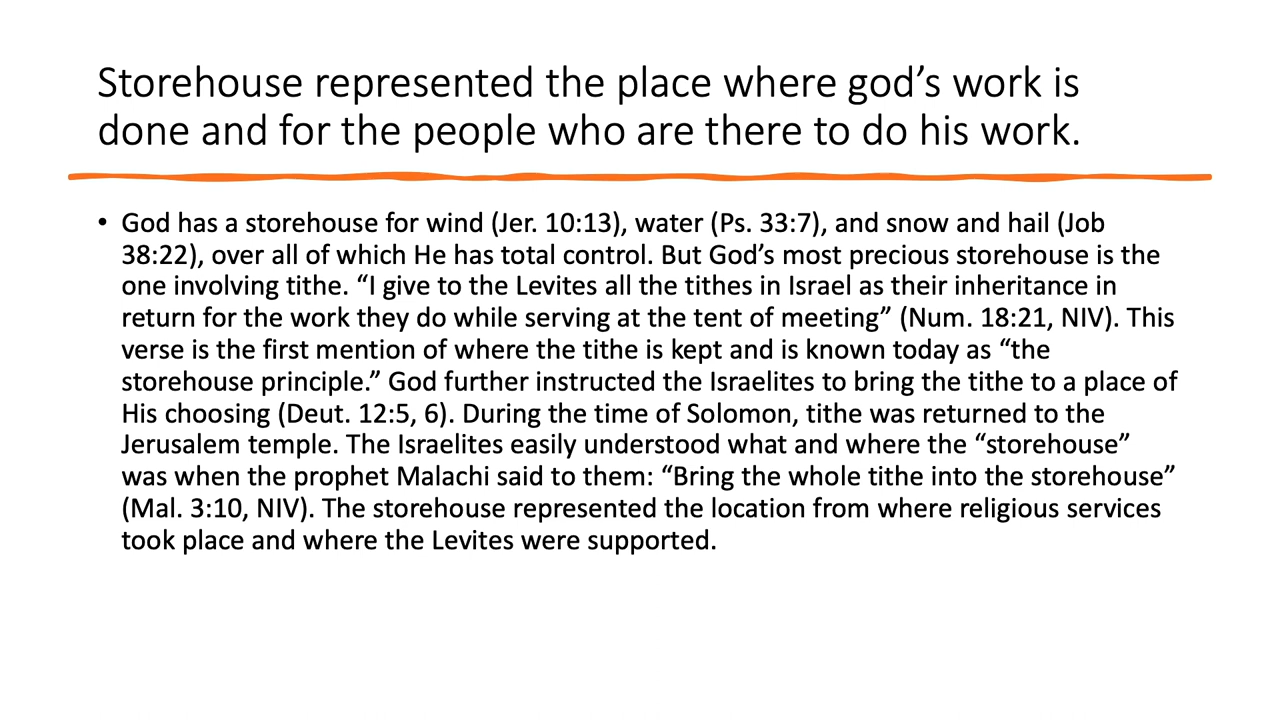 Storehouse represented the place where god’s work is
done and for the people who are there to do his work.
• God has a storehouse for wind (Jer. 10:13), water (Ps. 33:7), and snow and hail (Job
38:22), over all of which He has total control. But God’s most precious storehouse is the
one involving tithe. “I give to the Levites all the tithes in Israel as their inheritance in
return for the work they do while serving at the tent of meeting” (Num. 18:21, NIV). This
verse is the first mention of where the tithe is kept and is known today as “the
storehouse principle.” God further instructed the Israelites to bring the tithe to a place of
His choosing (Deut. 12:5, 6). During the time of Solomon, tithe was returned to the
Jerusalem temple. The Israelites easily understood what and where the “storehouse”
was when the prophet Malachi said to them: “Bring the whole tithe into the storehouse”
(Mal. 3:10, NIV). The storehouse represented the location from where religious services
took place and where the Levites were supported.